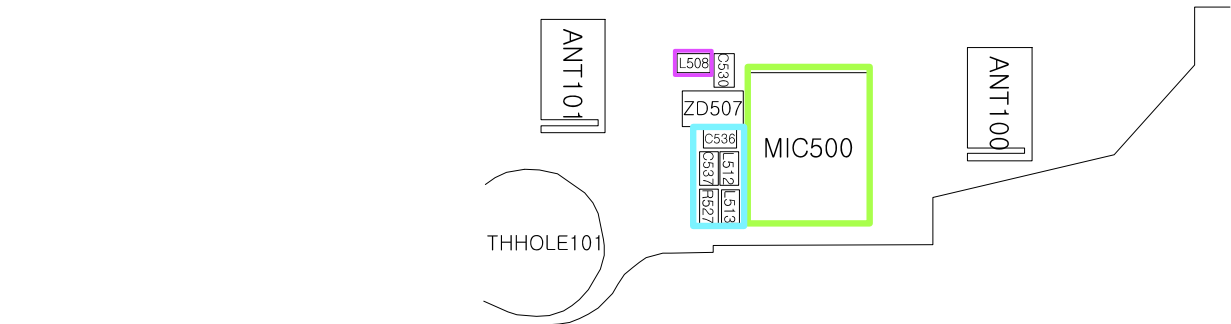 ANT101
L508
C530
ZD507
C536
C537
L512
R527
L513
MIC500
ANT100
THHOLE101